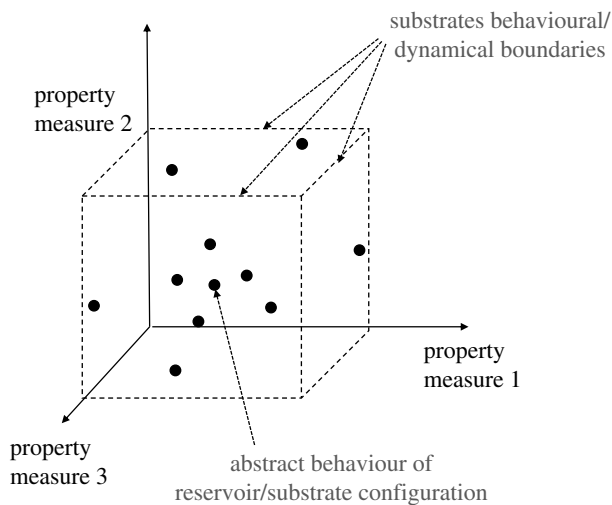 substrates behavioural/
dynamical boundaries
property
measure 2
property
measure 1
property
measure 3
abstract behaviour of
reservoir/substrate configuration